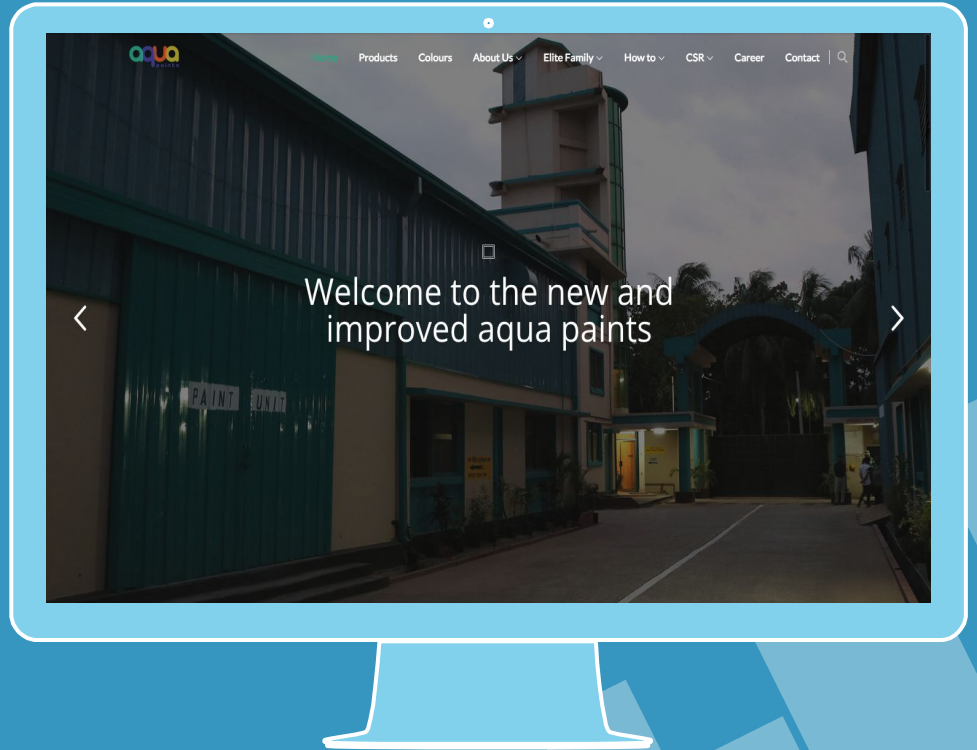 aqua
paints
Home Products Colours About Us Elite Family How to CSR Career Contact
Welcome to the new and
improved aqua paints
PAINT UNIT